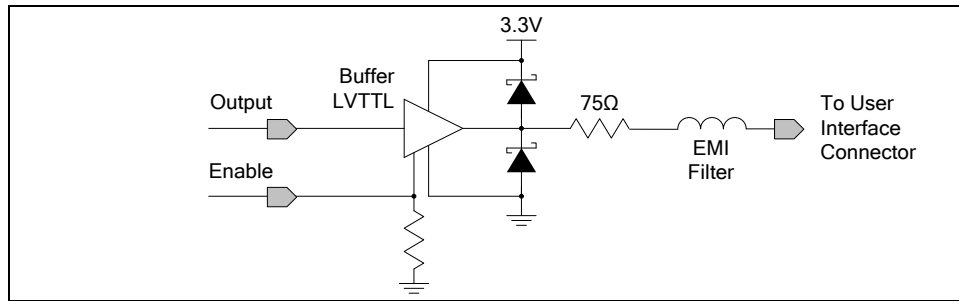 3.3V
Buffer
LVTTL
Output
75Ω
To User
Interface
Connector
EMI
Filter
Enable